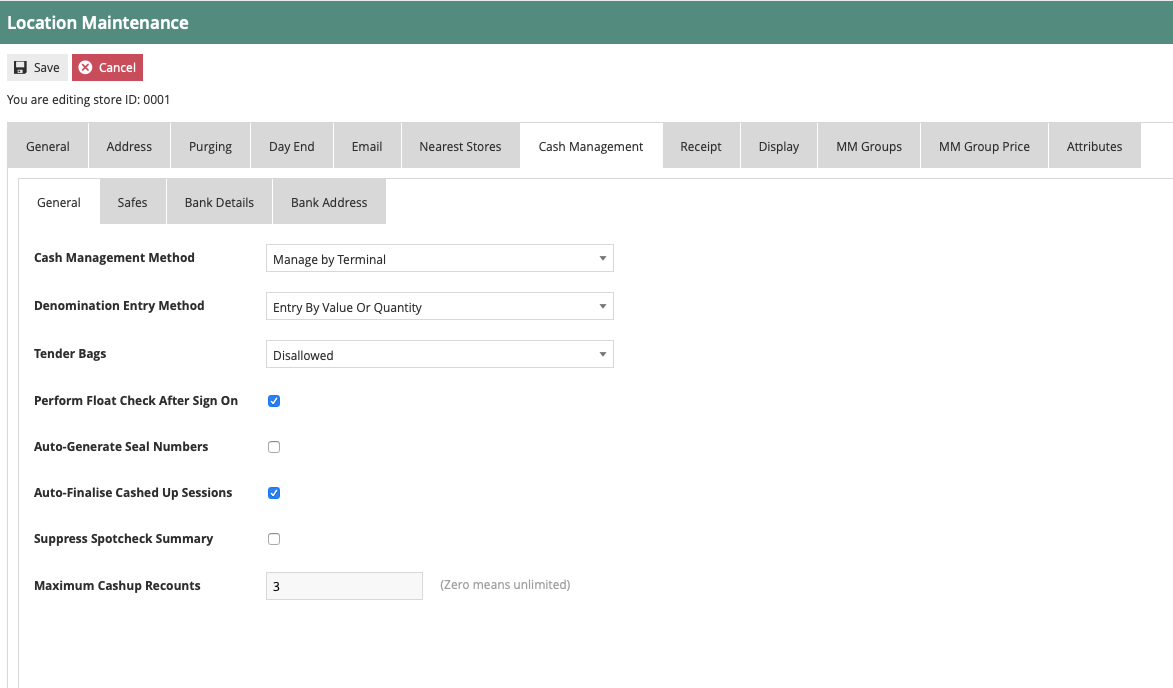 Location Maintenance
Save Cancel
You are editing store ID: 0001
General Address Purging Day End Email Nearest Stores Cash Management Receipt Display MM Groups MM Group Price Attributes
General Safes Bank Details Bank Address
Cash Management Method Manage by Terminal
Denomination Entry Method Entry By Value Or Quantity
Tender Bags Disallowed
Perform Float Check After Sign On
Auto-Generate Seal Numbers
Auto-Finalise Cashed Up Sessions
Suppress Spotcheck Summary
Maximum Cashup Recounts 3 (Zero means unlimited)